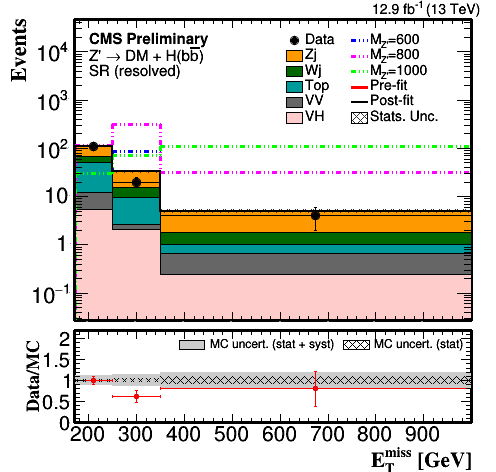 12.9 fb⁻¹ (13 TeV)
Events
CMS Preliminary
Z' → DM + H(bb̅)
SR (resolved)
Data
Zj
Wj
Top
VV
VH
M_Z'=600
M_Z'=800
M_Z'=1000
Pre-fit
Post-fit
Stats. Unc.
10⁴
10³
10²
10
1
10⁻¹
Data/MC
2
1.5
1
0.5
0
MC uncert. (stat + syst)
MC uncert. (stat)
200 300 400 500 600 700 800 900
E_T^miss [GeV]